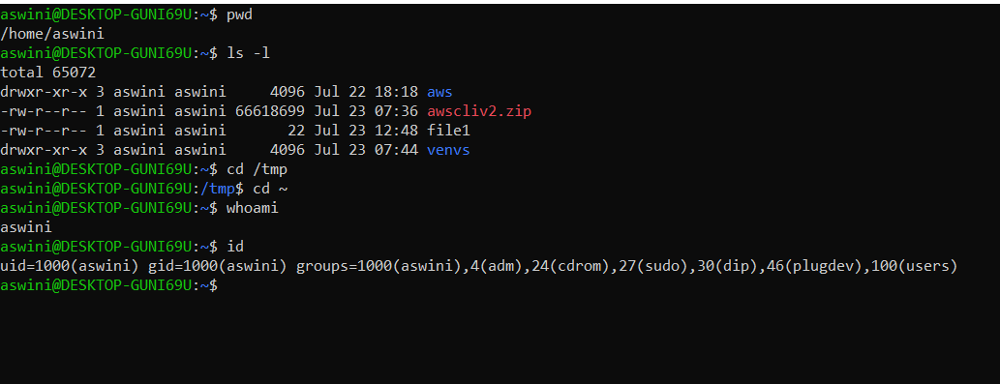 aswini@DESKTOP-GUNI69U:~$ pwd
/home/aswini
aswini@DESKTOP-GUNI69U:~$ ls -l
total 65072
drwxr-xr-x 3 aswini aswini     4096 Jul 22 18:18 aws
-rw-r--r-- 1 aswini aswini 66618699 Jul 23 07:36 awscliv2.zip
-rw-r--r-- 1 aswini aswini       22 Jul 23 12:48 file1
drwxr-xr-x 3 aswini aswini     4096 Jul 23 07:44 venvs
aswini@DESKTOP-GUNI69U:~$ cd /tmp
aswini@DESKTOP-GUNI69U:/tmp$ cd ~
aswini@DESKTOP-GUNI69U:~$ whoami
aswini
aswini@DESKTOP-GUNI69U:~$ id
uid=1000(aswini) gid=1000(aswini) groups=1000(aswini),4(adm),24(cdrom),27(sudo),30(dip),46(plugdev),100(users)
aswini@DESKTOP-GUNI69U:~$